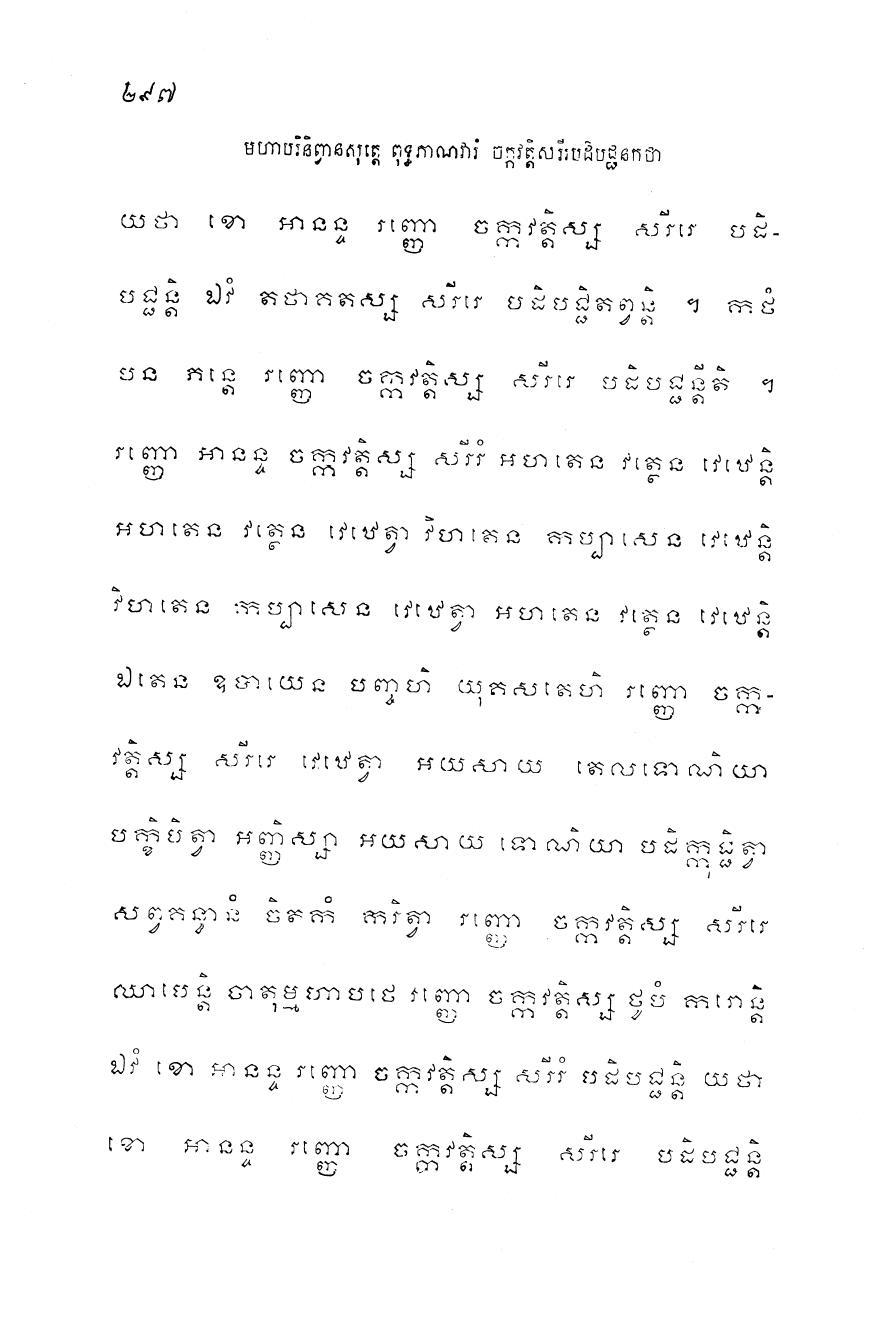 ២៩៧
មហាបរិនិព្វានសុត្តេ ពុទ្ធភាណវារំ ចក្កវត្តិសរីរបដិបជ្ជនកថា
យថា ខោ អានន្ទ រញ្ញោ ចក្កវត្តិស្ស សរីរេ បដិ-
បជ្ជន្តិ ឯវំ តថាគតស្ស សរីរេ បដិបជ្ជិតព្វន្តិ ។ កថំ
បន ភន្តេ រញ្ញោ ចក្កវត្តិស្ស សរីរេ បដិបជ្ជន្តីតិ ។
រញ្ញោ អានន្ទ ចក្កវត្តិស្ស សរីរំ អហតេន វត្ថេន វេឋេន្តិ
អហតេន វត្ថេន វេឋេត្វា វិហតេន កប្បាសេន វេឋេន្តិ
វិហតេន កប្បាសេន វេឋេត្វា អហតេន វត្ថេន វេឋេន្តិ
ឯតេន ឧបាយេន បញ្ចហិ យុគសតេហិ រញ្ញោ ចក្ក-
វត្តិស្ស សរីរេ វេឋេត្វា អយសាយ តេលទោណិយា
បក្ខិបិត្វា អញ្ញិស្សា អយសាយ ទោណិយា បដិក្កុជ្ជិត្វា
សព្វគន្ធានំ ចិតកំ ករិត្វា រញ្ញោ ចក្កវត្តិស្ស សរីរេ
ឈាបេន្តិ ចាតុម្មហាបថេ រញ្ញោ ចក្កវត្តិស្ស ថូបំ ករោន្តិ
ឯវំ ខោ អានន្ទ រញ្ញោ ចក្កវត្តិស្ស សរីរំ បដិបជ្ជន្តិ យថា
ខោ អានន្ទ រញ្ញោ ចក្កវត្តិស្ស សរីរេ បដិបជ្ជន្តិ